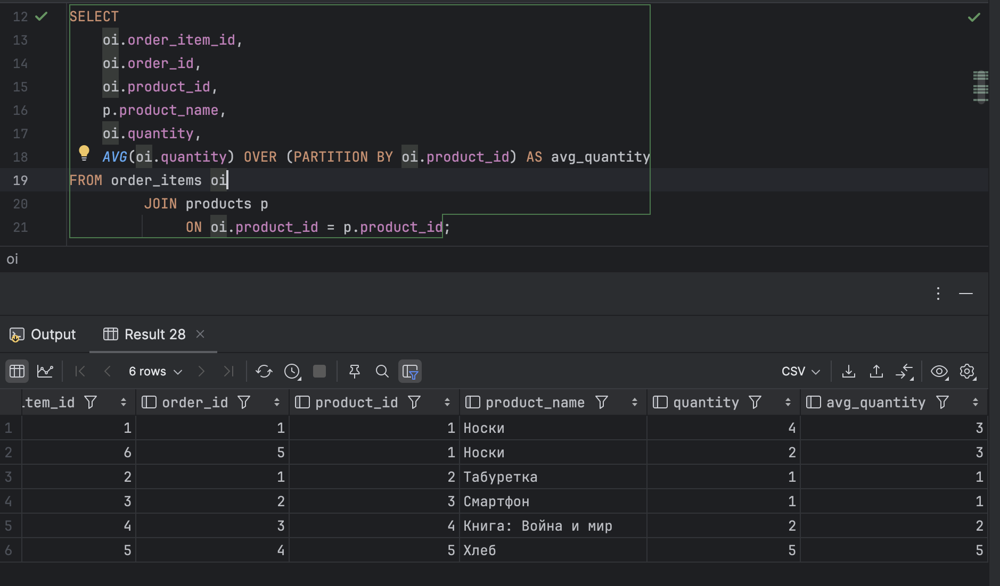 12 SELECT
13 oi.order_item_id,
14 oi.order_id,
15 oi.product_id,
16 p.product_name,
17 oi.quantity,
18 AVG(oi.quantity) OVER (PARTITION BY oi.product_id) AS avg_quantity
19 FROM order_items oi
20 JOIN products p
21 ON oi.product_id = p.product_id;
oi
Output Result 28
6 rows CSV
tem_id order_id product_id product_name quantity avg_quantity
1 1 1 1 Носки 4 3
2 6 5 1 Носки 2 3
3 2 1 2 Табуретка 1 1
4 3 2 3 Смартфон 1 1
5 4 3 4 Книга: Война и мир 2 2
6 5 4 5 Хлеб 5 5